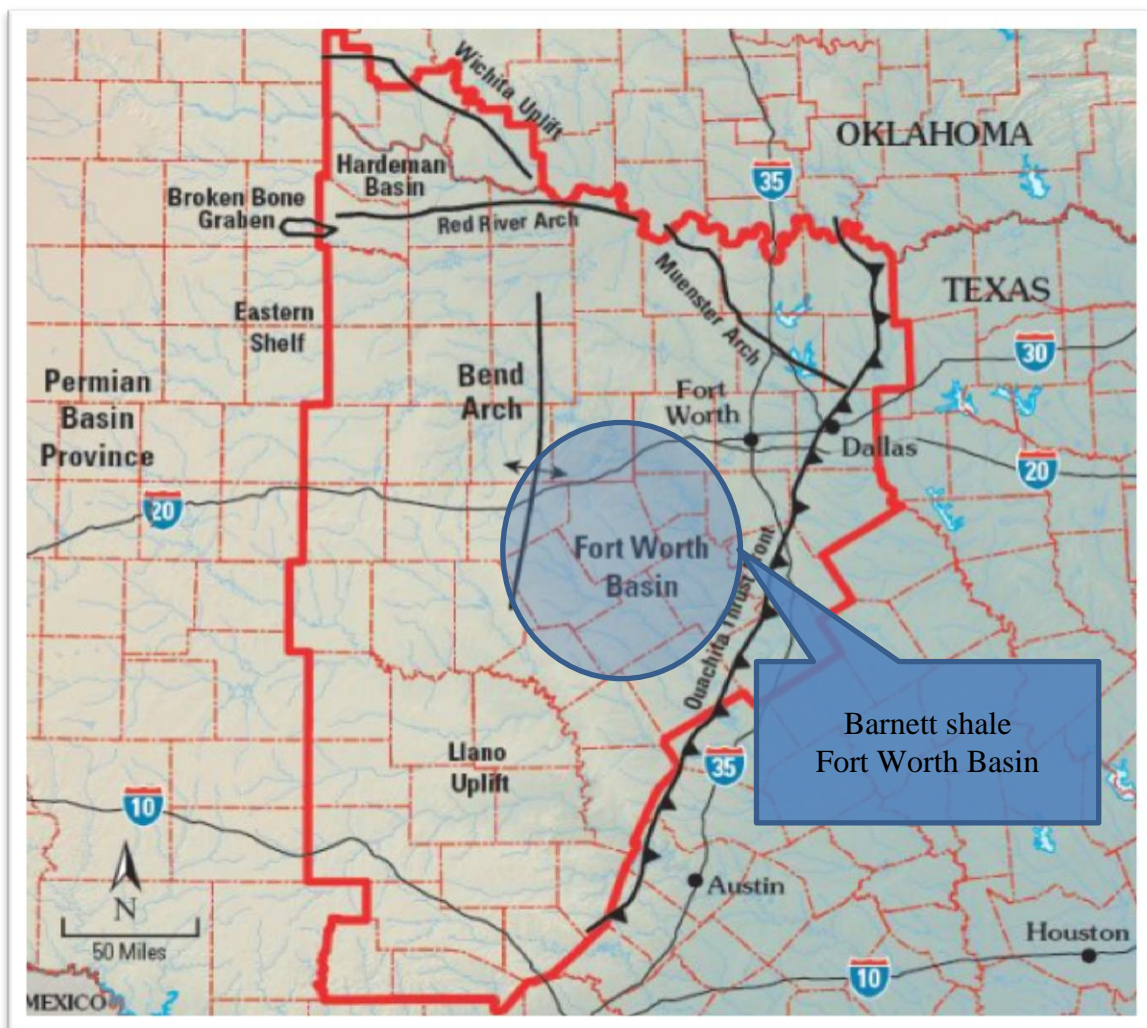 Wichita Uplift
OKLAHOMA
35
Hardeman
Basin
Broken Bone
Graben
Red River Arch
Muenster Arch
TEXAS
Eastern
Shelf
30
Permian
Basin
Province
Bend
Arch
Fort
Worth
Dallas
20
20
Fort Worth
Basin
Ouachita Thrust Front
Barnett shale
Fort Worth Basin
Llano
Uplift
35
10
Austin
N
50 Miles
Houston
10
MEXICO